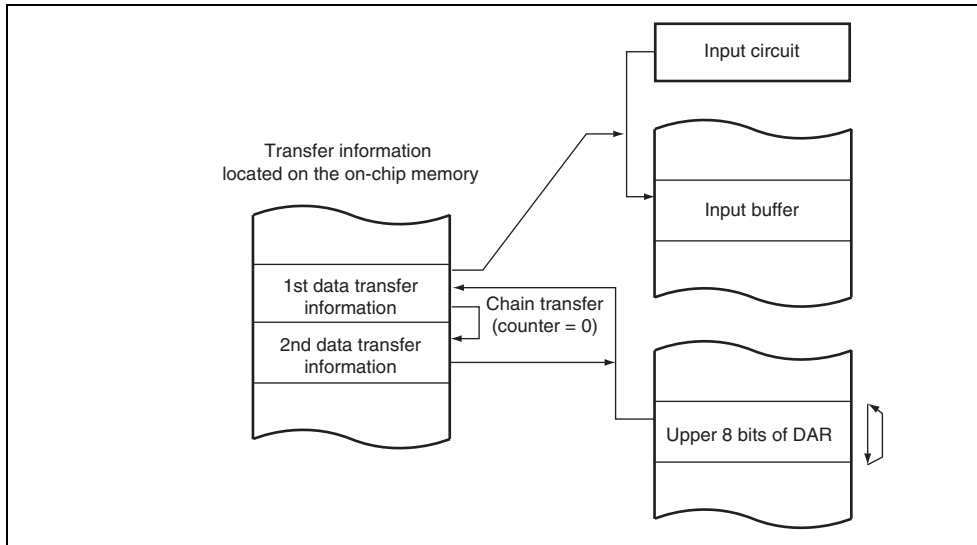 Input circuit
Transfer information
located on the on-chip memory
Input buffer
1st data transfer
information
Chain transfer
(counter = 0)
2nd data transfer
information
Upper 8 bits of DAR